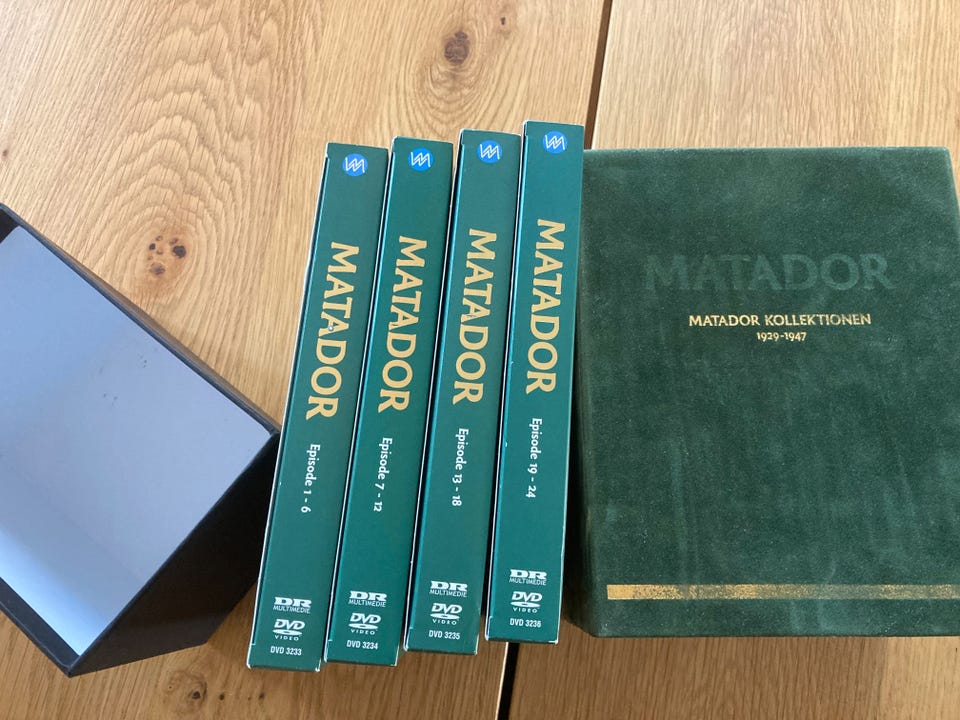 MATADOR
Episode 1 - 6
DR
MULTIMEDIE
DVD
VIDEO
DVD 3233
MATADOR
Episode 7 - 12
DR
MULTIMEDIE
DVD
VIDEO
DVD 3234
MATADOR
Episode 13 - 18
DR
MULTIMEDIE
DVD
VIDEO
DVD 3235
MATADOR
Episode 19 - 24
DR
MULTIMEDIE
DVD
VIDEO
DVD 3236
MATADOR
MATADOR KOLLEKTIONEN
1929-1947